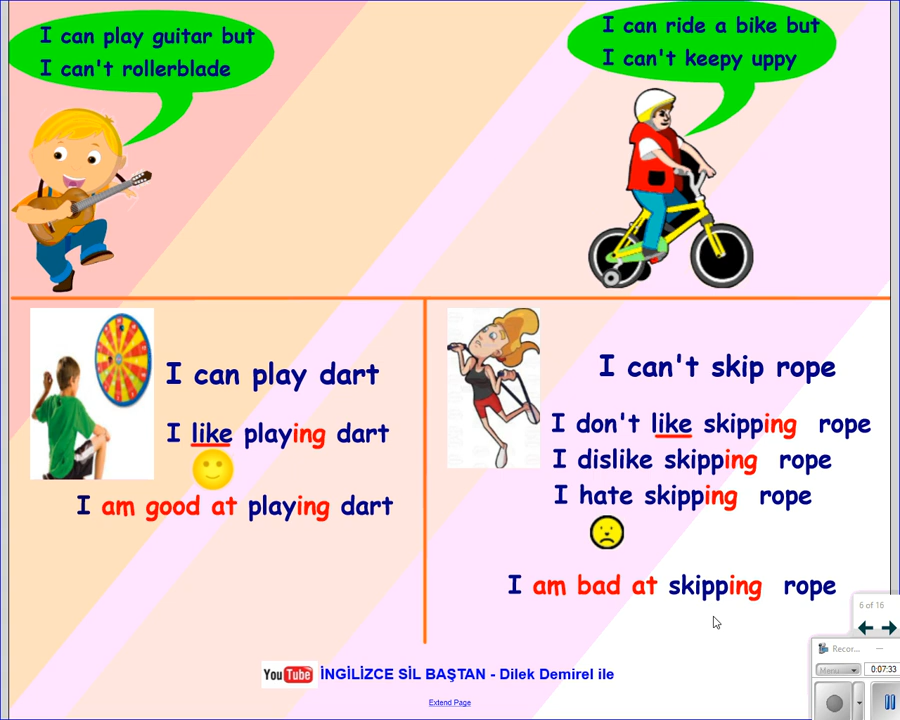 I can play guitar but
I can't rollerblade
I can ride a bike but
I can't keepy uppy
I can play dart
I like playing dart
I am good at playing dart
I can't skip rope
I don't like skipping rope
I dislike skipping rope
I hate skipping rope
I am bad at skipping rope
YouTube İNGİLİZCE SİL BAŞTAN - Dilek Demirel ile
Extend Page
6 of 16
Recor...
Menu
0:07:33